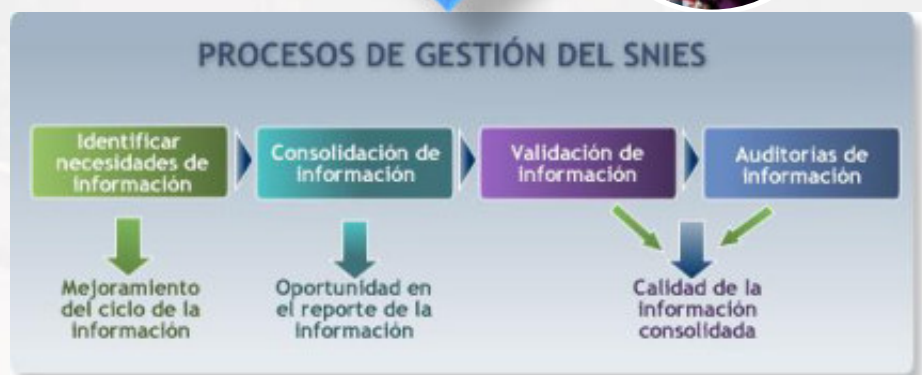 PROCESOS DE GESTIÓN DEL SNIES
Identificar
necesidades de
información
Consolidación de
información
Validación de
información
Auditorias de
información
Mejoramiento
del ciclo de la
información
Oportunidad en
el reporte de la
información
Calidad de la
información
consolidada